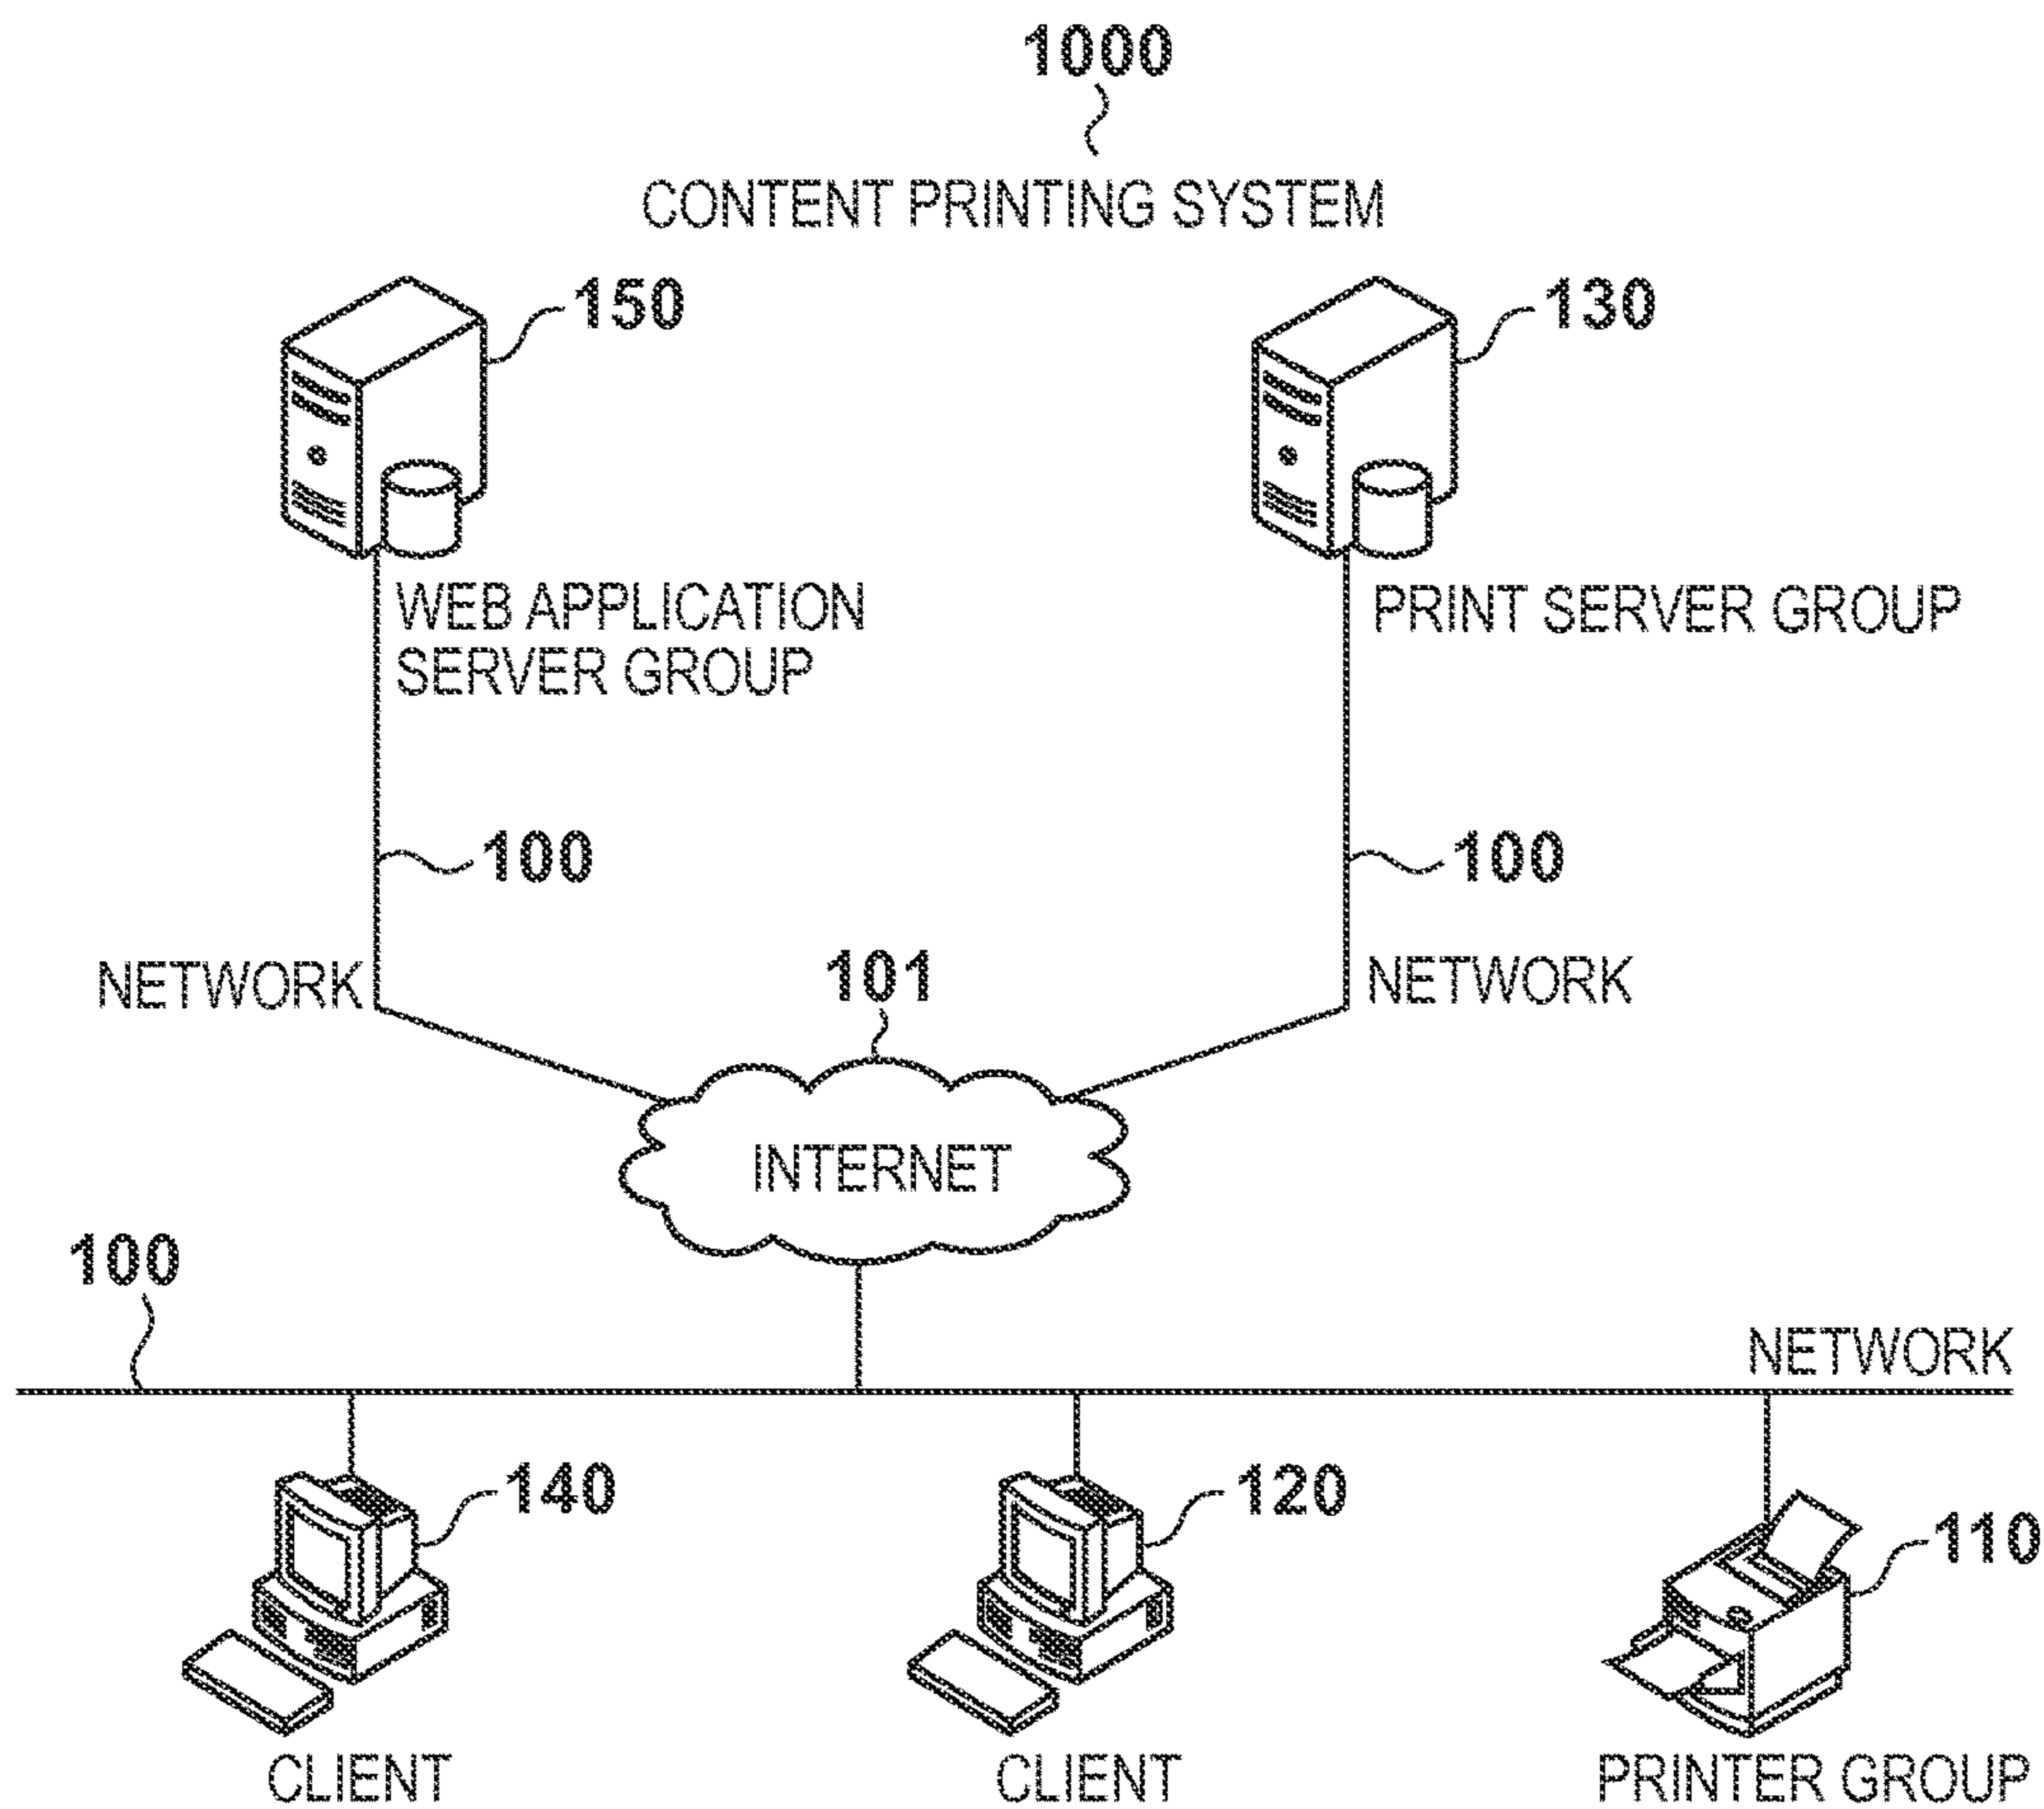 1000
CONTENT PRINTING SYSTEM
150
130
WEB APPLICATION
SERVER GROUP
PRINT SERVER GROUP
100
100
NETWORK
101
NETWORK
INTERNET
100
NETWORK
140
120
110
CLIENT
CLIENT
PRINTER GROUP